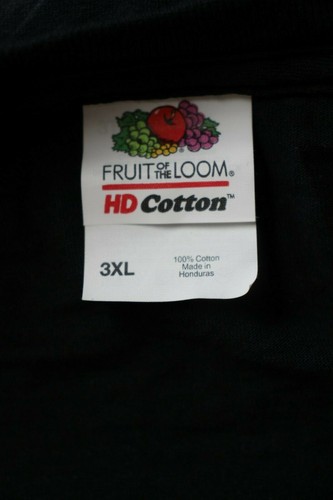 FRUIT OF THE LOOM®
HD Cotton™
3XL
100% Cotton
Made in
Honduras